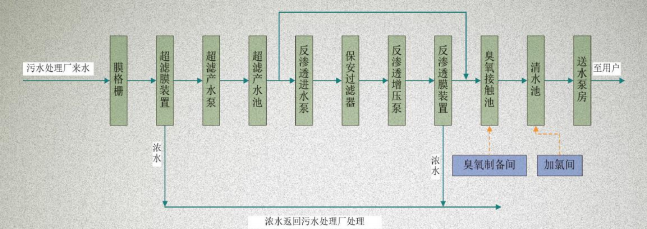 污水处理厂来水
膜格栅
超滤膜装置
超滤产水泵
超滤产水池
反渗透进水泵
保安过滤器
反渗透增压泵
反渗透膜装置
臭氧接触池
清水池
送水泵房
至用户
浓水
浓水
臭氧制备间
加氯间
浓水返回污水处理厂处理